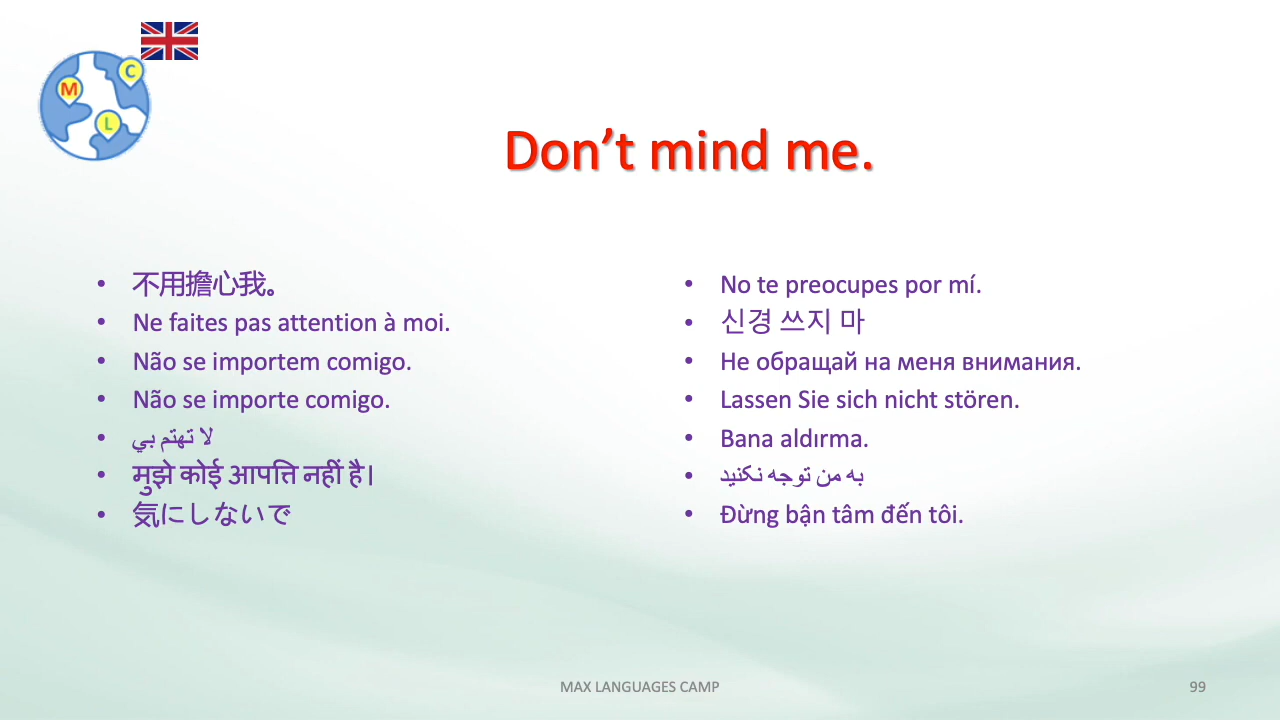 C
M
L
Don’t mind me.
• 不用擔心我。
• Ne faites pas attention à moi.
• Não se importem comigo.
• Não se importe comigo.
• لا تهتم بي
• मुझे कोई आपत्ति नहीं है।
• 気にしないで
• No te preocupes por mí.
• 신경 쓰지 마
• Не обращай на меня внимания.
• Lassen Sie sich nicht stören.
• Bana aldırma.
• به من توجه نکنید
• Đừng bận tâm đến tôi.
MAX LANGUAGES CAMP
99